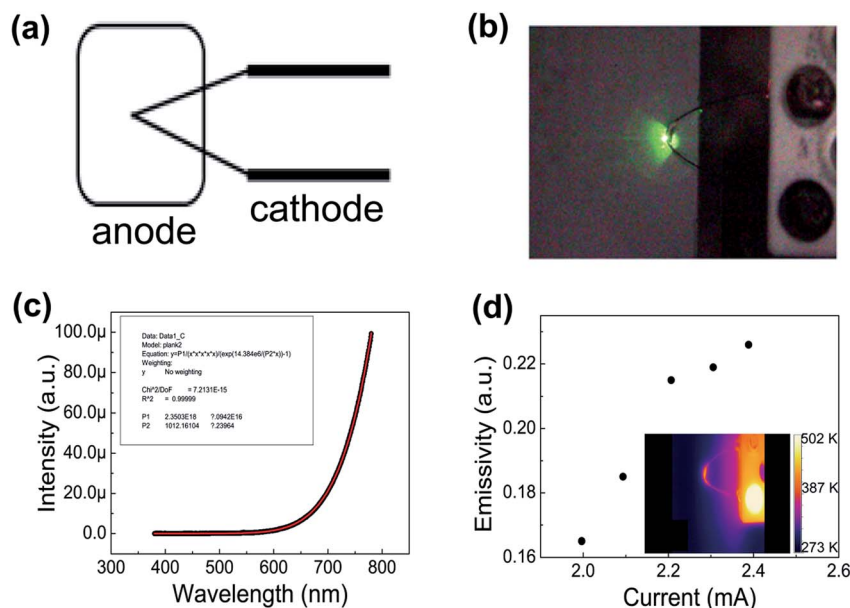 (a)
anode
cathode
(b)
(c)
Intensity (a.u.)
100.0µ
80.0µ
60.0µ
40.0µ
20.0µ
0.0
300 400 500 600 700 800
Wavelength (nm)
Data: Data1_C
Model: plank2
Equation: y=P1/(x*x*x*x*x)/(exp(14.384e6/(P2*x))-1)
Weighting:
y No weighting
Chi^2/DoF = 7.2131E-15
R^2 = 0.99999
P1 2.3503E18 ?.0942E16
P2 1012.16104 ?.23964
(d)
Emissivity (a.u.)
0.22
0.20
0.18
0.16
2.0 2.2 2.4 2.6
Current (mA)
502 K
387 K
273 K